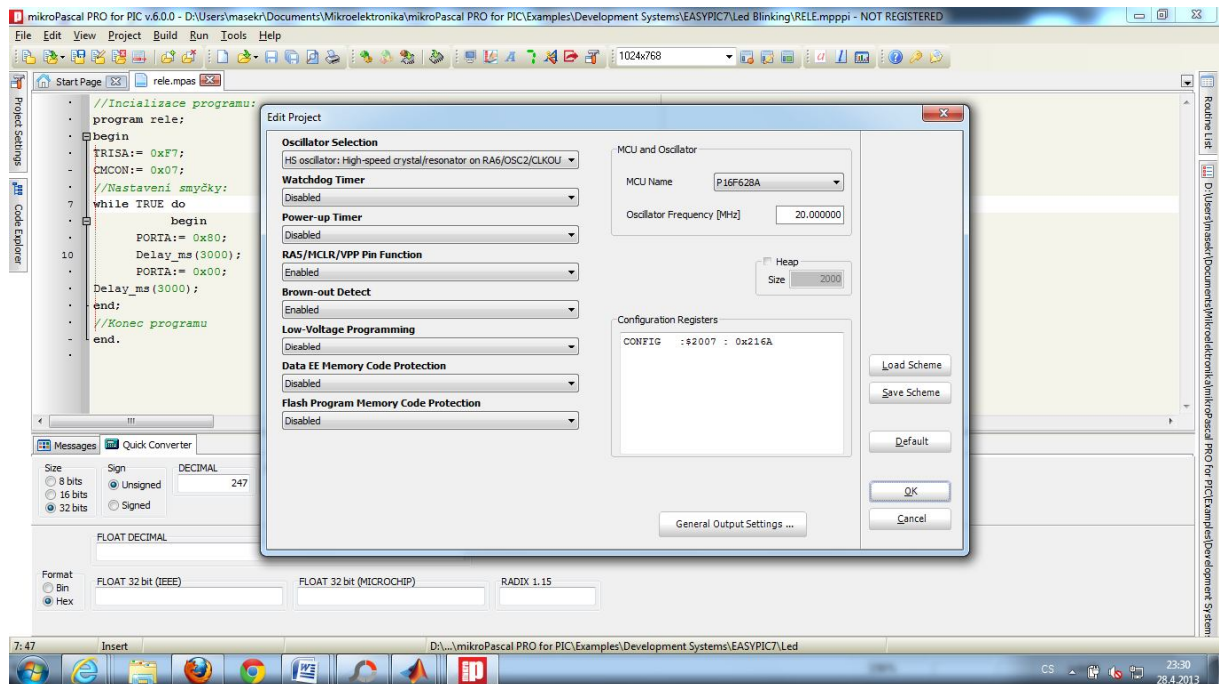 mikroPascal PRO for PIC v.6.0.0 - D:\Users\masekr\Documents\Mikroelektronika\mikroPascal PRO for PIC\Examples\Development Systems\EASYPIC7\Led Blinking\RELE.mpppi - NOT REGISTERED
File Edit View Project Build Run Tools Help
1024x768
Start Page
rele.mpas
Project Settings
Code Explorer
Routine List
D:\Users\masekr\Documents\Mikroelektronika\mikroPascal PRO for PIC\Examples\Development System
//Incializace programu:
program rele;
begin
TRISA:= 0xF7;
CMCON:= 0x07;
//Nastavení smyčky:
7 while TRUE do
begin
PORTA:= 0x80;
10 Delay_ms(3000);
PORTA:= 0x00;
Delay_ms(3000);
end;
//Konec programu
end.
Edit Project
Oscillator Selection
HS oscillator: High-speed crystal/resonator on RA6/OSC2/CLKOU
Watchdog Timer
Disabled
Power-up Timer
Disabled
RA5/MCLR/VPP Pin Function
Enabled
Brown-out Detect
Enabled
Low-Voltage Programming
Disabled
Data EE Memory Code Protection
Disabled
Flash Program Memory Code Protection
Disabled
MCU and Oscillator
MCU Name P16F628A
Oscillator Frequency [MHz] 20.000000
Heap
Size 2000
Configuration Registers
CONFIG :$2007 : 0x216A
Load Scheme
Save Scheme
Default
OK
Cancel
General Output Settings ...
Messages Quick Converter
Size
8 bits
16 bits
32 bits
Sign
Unsigned
Signed
DECIMAL
247
FLOAT DECIMAL
Format
Bin
Hex
FLOAT 32 bit (IEEE)
FLOAT 32 bit (MICROCHIP)
RADIX 1.15
7: 47 Insert D:\...\mikroPascal PRO for PIC\Examples\Development Systems\EASYPIC7\Led
CS
23:30
28.4.2013